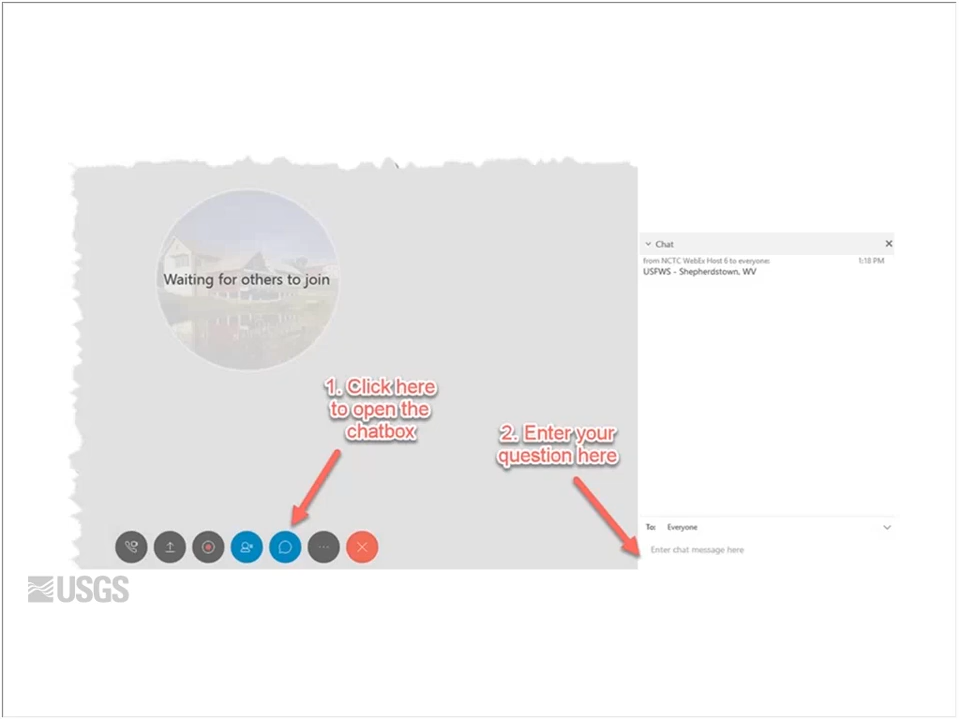 Waiting for others to join
1. Click here
to open the
chatbox
2. Enter your
question here
Chat
from NCTC WebEx Host 6 to everyone:
1:18 PM
USFWS - Shepherdstown, WV
To: Everyone
Enter chat message here
USGS